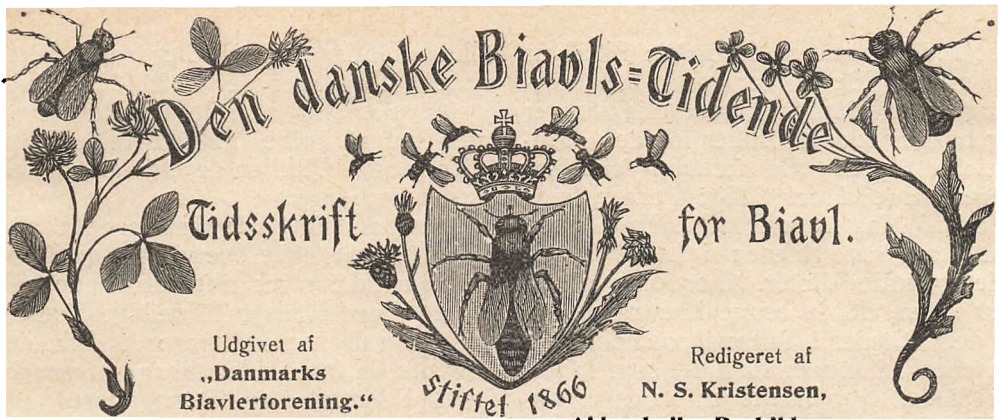 Den danske Biavls=Tidende
Tidsskrift for Biavl.
Udgivet af
„Danmarks
Biavlerforening.“
Stiftet 1866
Redigeret af
N. S. Kristensen,